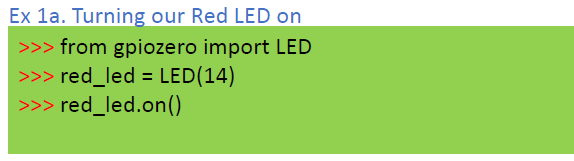 Ex 1a. Turning our Red LED on
>>> from gpiozero import LED
>>> red_led = LED(14)
>>> red_led.on()